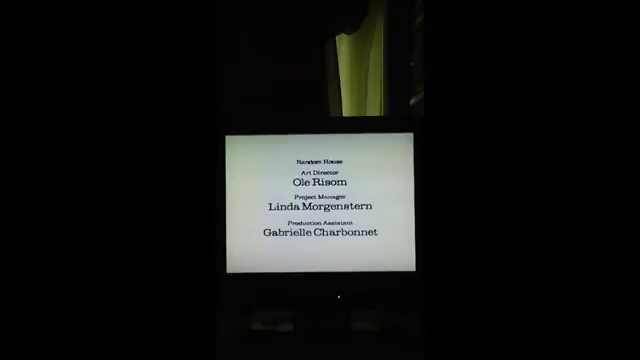 Random House
Art Director
Ole Risom
Project Manager
Linda Morgenstern
Production Assistant
Gabrielle Charbonnet